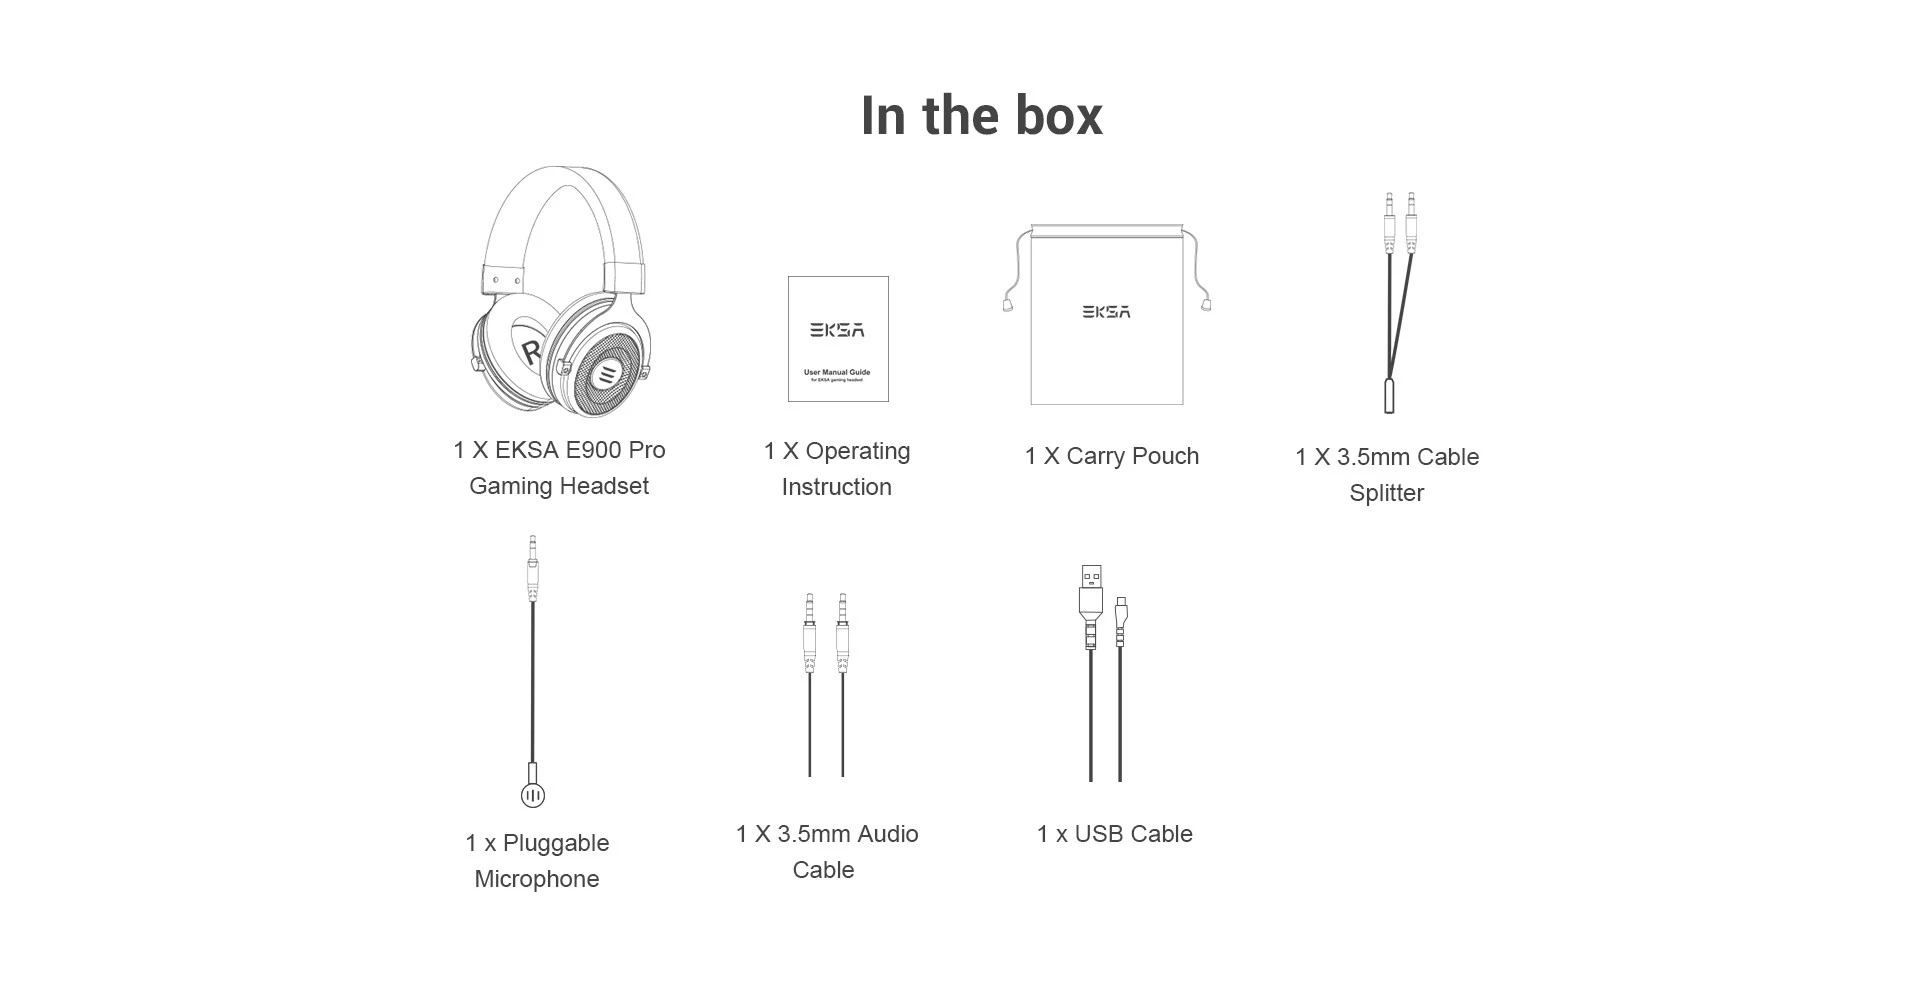 In the box
R
EKSA
User Manual Guide
for EKSA gaming headset
EKSA
1 X EKSA E900 Pro
Gaming Headset
1 X Operating
Instruction
1 X Carry Pouch
1 X 3.5mm Cable
Splitter
1 x Pluggable
Microphone
1 X 3.5mm Audio
Cable
1 x USB Cable